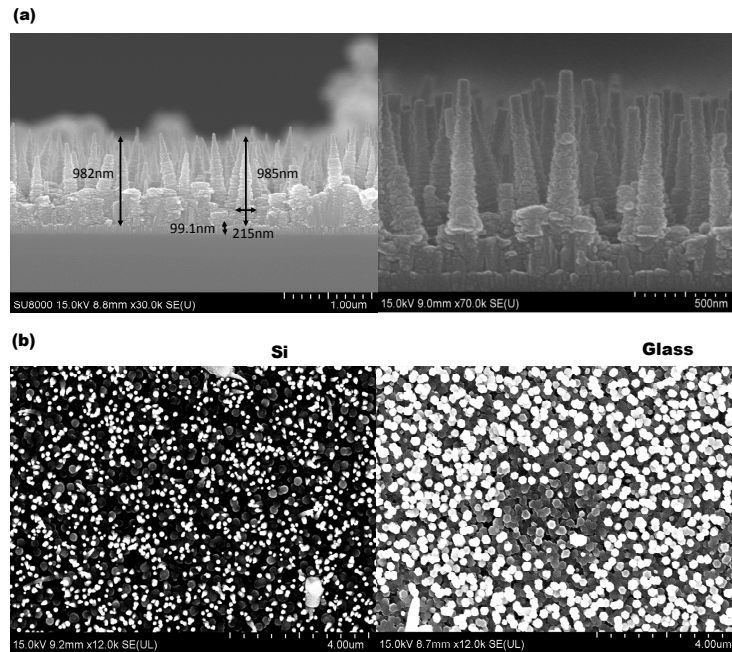 (a)
982nm
985nm
99.1nm
215nm
SU8000 15.0kV 8.8mm x30.0k SE(U)
1.00um
15.0kV 9.0mm x70.0k SE(U)
500nm
(b)
Si
Glass
15.0kV 9.2mm x12.0k SE(UL)
4.00um
15.0kV 8.7mm x12.0k SE(UL)
4.00um